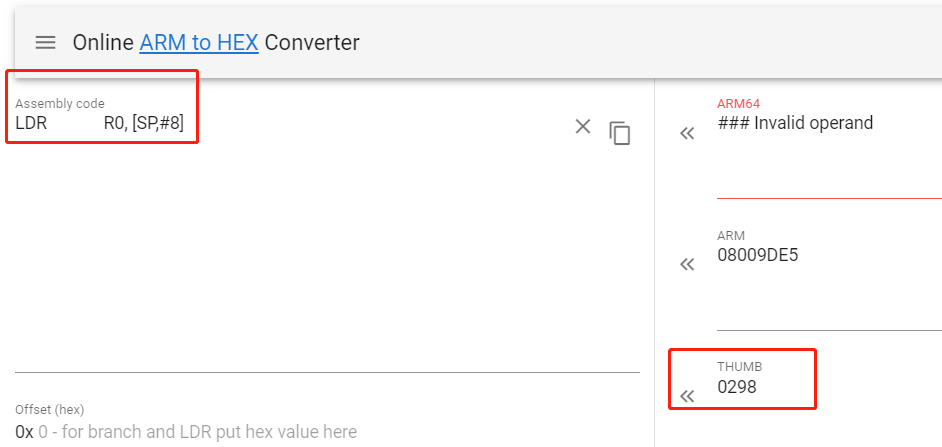 Online ARM to HEX Converter
Assembly code
LDR R0, [SP,#8]
Offset (hex)
0x 0 - for branch and LDR put hex value here
ARM64
### Invalid operand
ARM
08009DE5
THUMB
0298